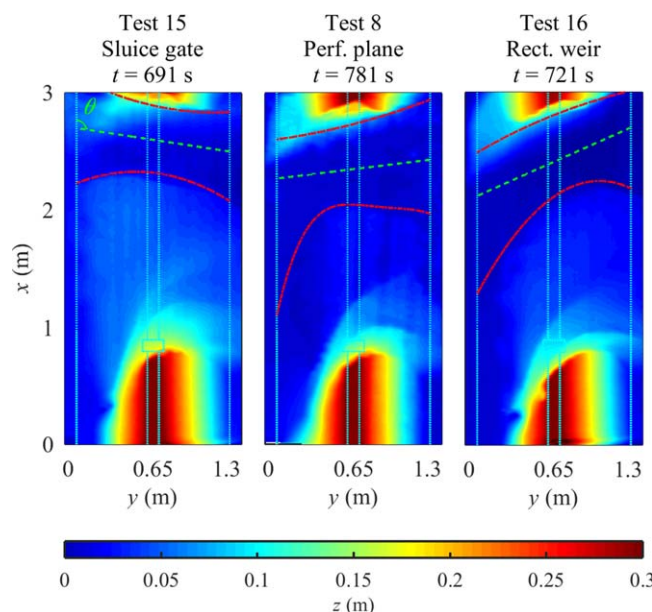 Test 15 Test 8 Test 16
Sluice gate Perf. plane Rect. weir
t = 691 s t = 781 s t = 721 s
3
θ
2
x (m)
1
0
0 0.65 1.3 0 0.65 1.3 0 0.65 1.3
y (m) y (m) y (m)
0 0.05 0.1 0.15 0.2 0.25 0.3
z (m)